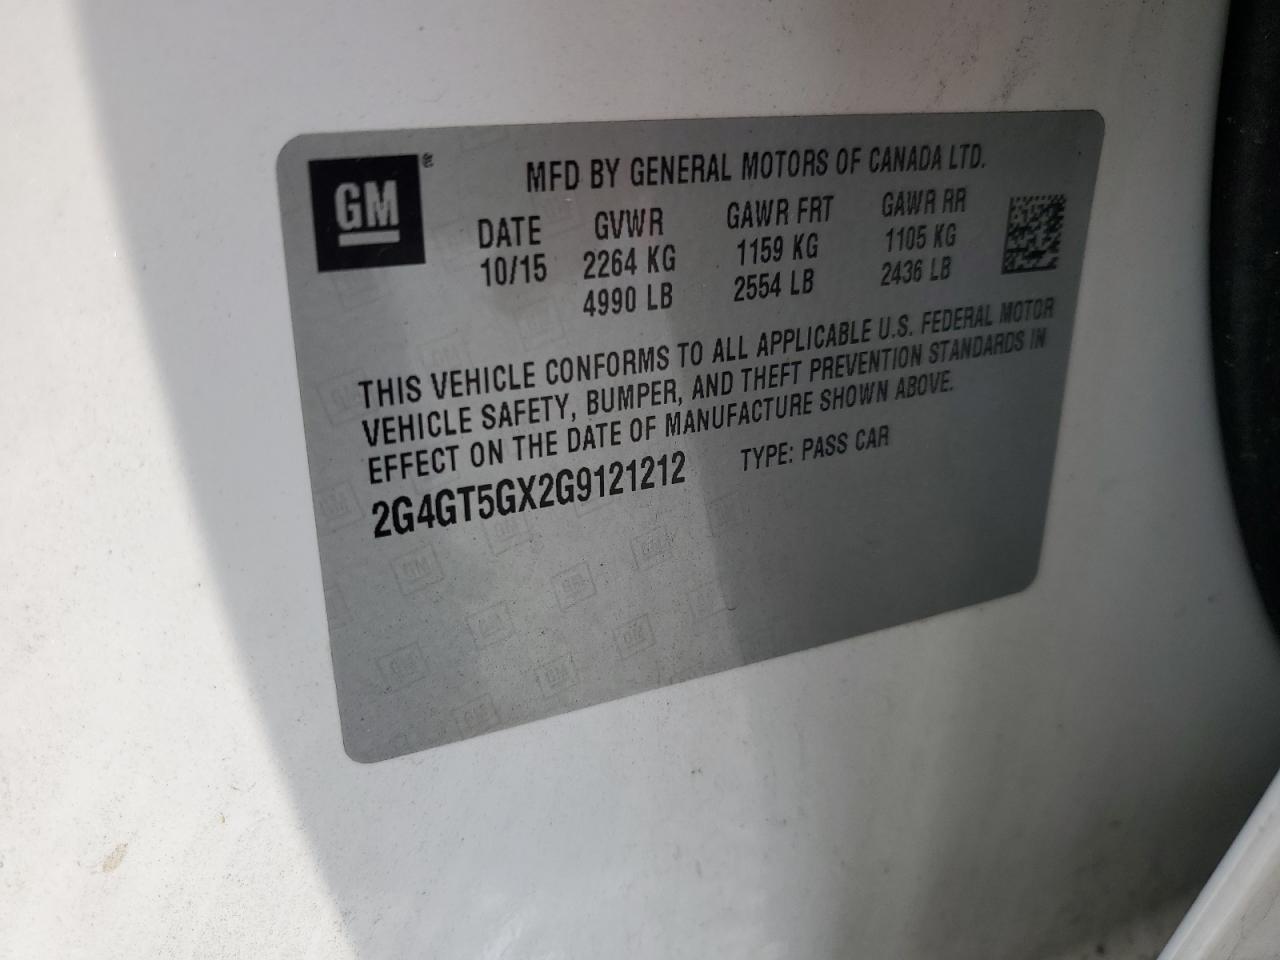 GM
MFD BY GENERAL MOTORS OF CANADA LTD.
DATE GVWR GAWR FRT GAWR RR
10/15 2264 KG 1159 KG 1105 KG
4990 LB 2554 LB 2436 LB
THIS VEHICLE CONFORMS TO ALL APPLICABLE U.S. FEDERAL MOTOR
VEHICLE SAFETY, BUMPER, AND THEFT PREVENTION STANDARDS IN
EFFECT ON THE DATE OF MANUFACTURE SHOWN ABOVE.
2G4GT5GX2G9121212 TYPE: PASS CAR